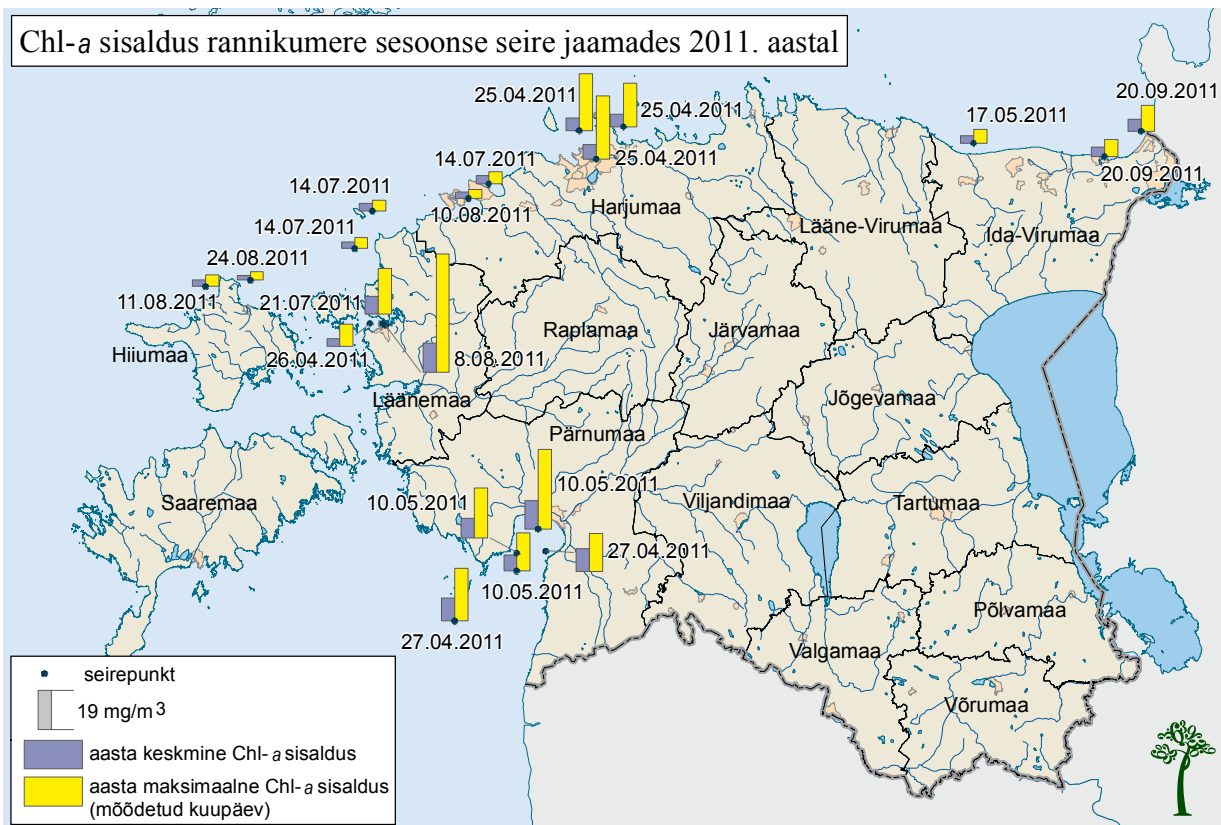 Chl-a sisaldus rannikumere sesoonse seire jaamades 2011. aastal
25.04.2011
25.04.2011
25.04.2011
17.05.2011
20.09.2011
20.09.2011
14.07.2011
10.08.2011
14.07.2011
14.07.2011
24.08.2011
11.08.2011
21.07.2011
26.04.2011
8.08.2011
Harjumaa
Lääne-Virumaa
Ida-Virumaa
Hiiumaa
Raplamaa
Järvamaa
Läänemaa
Jõgevamaa
Pärnumaa
Saaremaa
10.05.2011
10.05.2011
Viljandimaa
Tartumaa
27.04.2011
10.05.2011
27.04.2011
Põlvamaa
Valgamaa
Võrumaa
seirepunkt
19 mg/m3
aasta keskmine Chl-a sisaldus
aasta maksimaalne Chl-a sisaldus
(mõõdetud kuupäev)